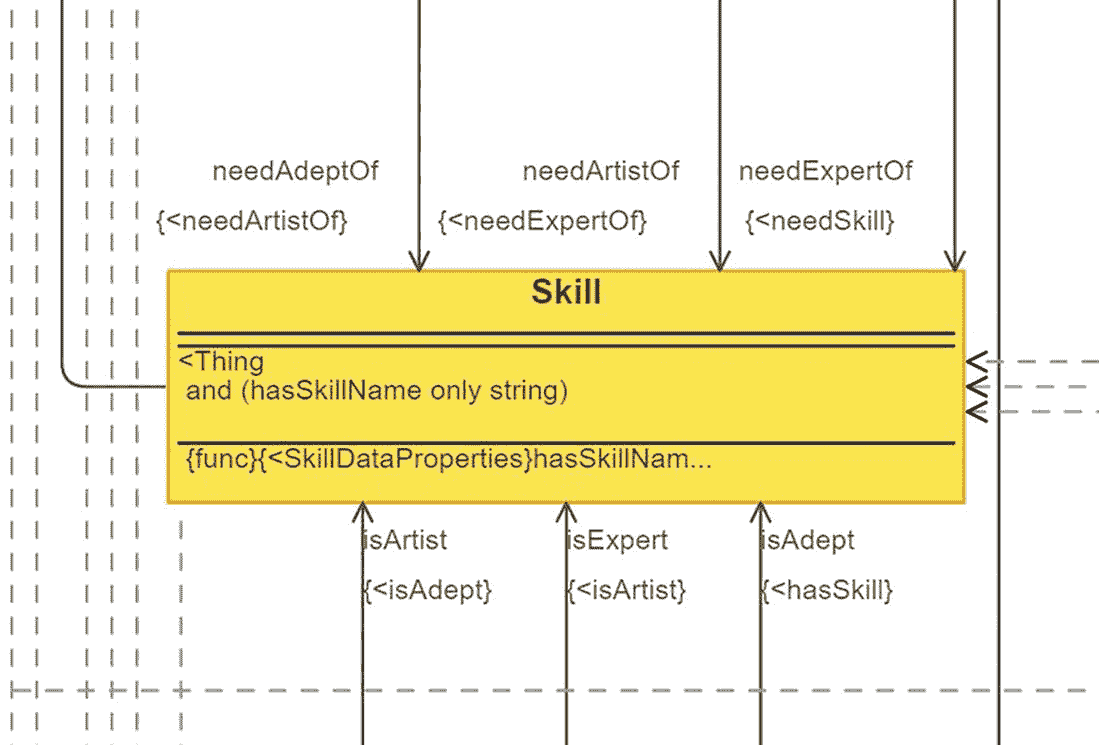 needAdeptOf
needArtistOf
needExpertOf
{<needArtistOf}
{<needExpertOf}
{<needSkill}
Skill
<Thing
and (hasSkillName only string)
{func}{<SkillDataProperties}hasSkillNam...
isArtist
isExpert
isAdept
{<isAdept}
{<isArtist}
{<hasSkill}